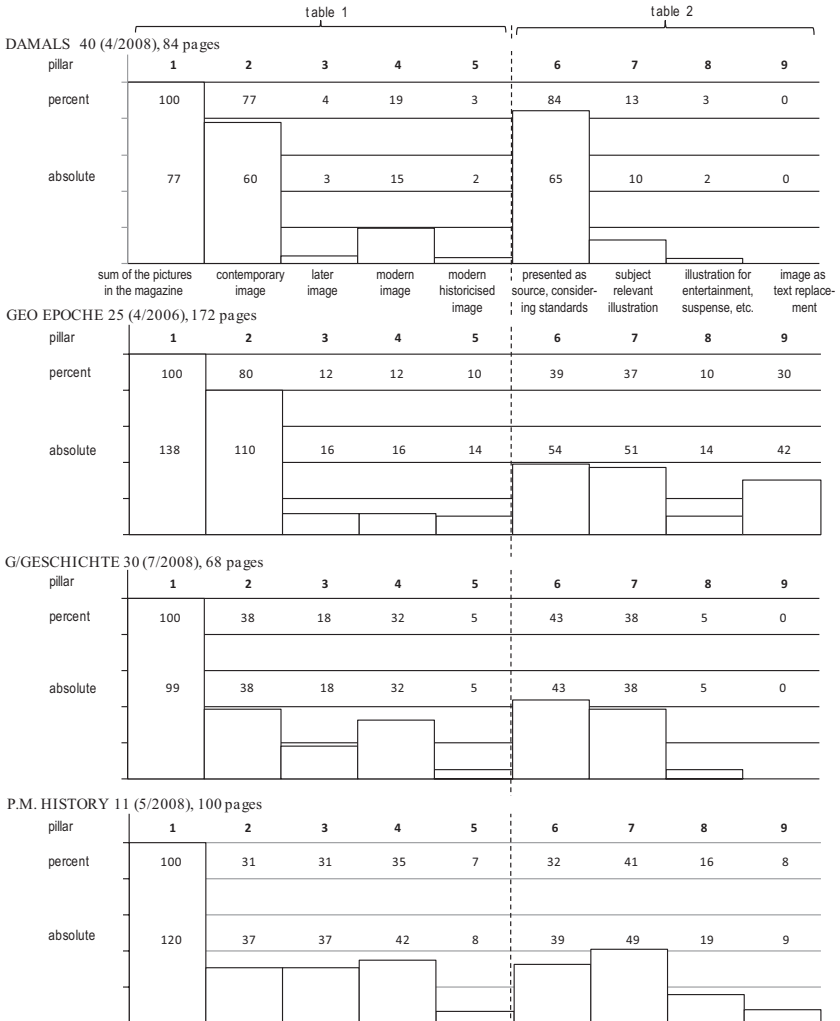 table 1 table 2
DAMALS 40 (4/2008), 84 pages
pillar 1 2 3 4 5 6 7 8 9
percent 100 77 4 19 3 84 13 3 0
absolute 77 60 3 15 2 65 10 2 0
sum of the pictures contemporary later modern modern presented as subject illustration for image as
in the magazine image image image historicised source, consider- relevant entertainment, text replace-
image ing standards illustration suspense, etc. ment
GEO EPOCHE 25 (4/2006), 172 pages
pillar 1 2 3 4 5 6 7 8 9
percent 100 80 12 12 10 39 37 10 30
absolute 138 110 16 16 14 54 51 14 42
G/GESCHICHTE 30 (7/2008), 68 pages
pillar 1 2 3 4 5 6 7 8 9
percent 100 38 18 32 5 43 38 5 0
absolute 99 38 18 32 5 43 38 5 0
P.M. HISTORY 11 (5/2008), 100 pages
pillar 1 2 3 4 5 6 7 8 9
percent 100 31 31 35 7 32 41 16 8
absolute 120 37 37 42 8 39 49 19 9